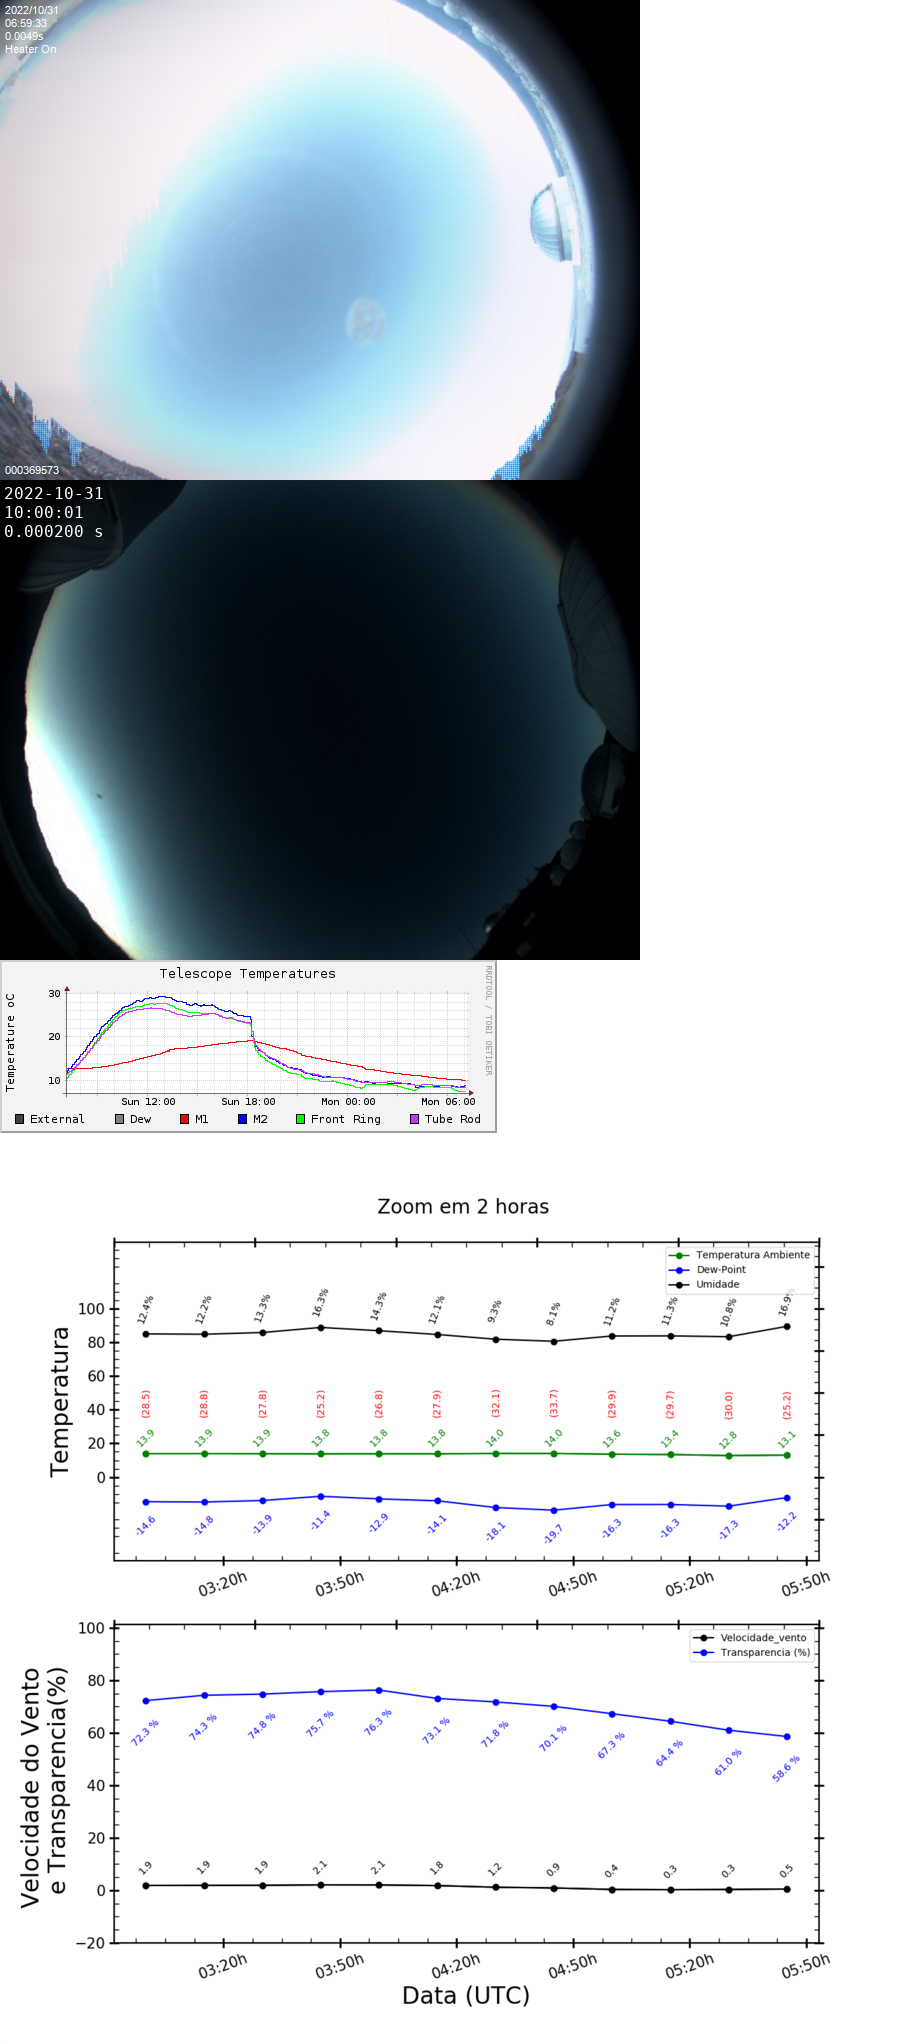 2022/10/31
06:59:33
0.0049s
Heater On
000369573
2022-10-31
10:00:01
0.000200 s
Telescope Temperatures
RRDTOOL / TOBI OETIKER
Temperature oC
30
20
10
Sun 12:00 Sun 18:00 Mon 00:00 Mon 06:00
External Dew M1 M2 Front Ring Tube Rod
Zoom em 2 horas
Temperatura Ambiente
Dew-Point
Umidade
Temperatura
100
80
60
40
20
0
12.4% 12.2% 13.3% 16.3% 14.3% 12.1% 9.3% 8.1% 11.2% 11.3% 10.8% 16.9%
(28.5) (28.8) (27.8) (25.2) (26.8) (27.9) (32.1) (33.7) (29.9) (29.7) (30.0) (25.2)
13.9 13.9 13.9 13.8 13.8 13.8 14.0 14.0 13.6 13.4 12.8 13.1
-14.6 -14.8 -13.9 -11.4 -12.9 -14.1 -18.1 -19.7 -16.3 -16.3 -17.3 -12.2
03:20h 03:50h 04:20h 04:50h 05:20h 05:50h
Velocidade_vento
Transparencia (%)
Velocidade do Vento
e Transparencia(%)
100
80
60
40
20
0
−20
72.3 % 74.3 % 74.8 % 75.7 % 76.3 % 73.1 % 71.8 % 70.1 % 67.3 % 64.4 % 61.0 % 58.6 %
1.9 1.9 1.9 2.1 2.1 1.8 1.2 0.9 0.4 0.3 0.3 0.5
03:20h 03:50h 04:20h 04:50h 05:20h 05:50h
Data (UTC)